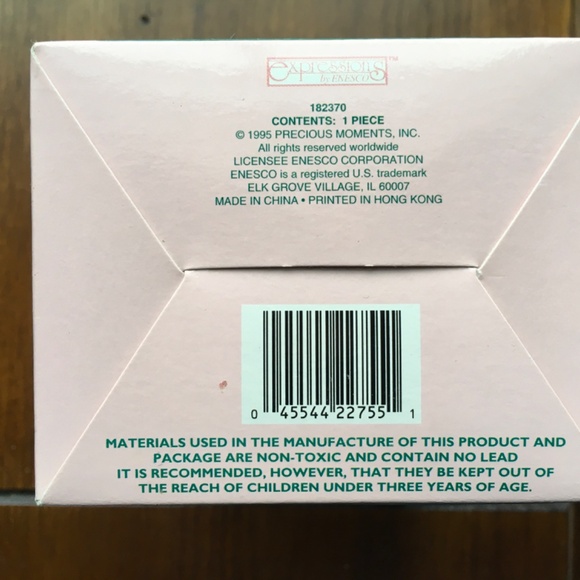 expressions™
by ENESCO
182370
CONTENTS: 1 PIECE
© 1995 PRECIOUS MOMENTS, INC.
All rights reserved worldwide
LICENSEE ENESCO CORPORATION
ENESCO is a registered U.S. trademark
ELK GROVE VILLAGE, IL 60007
MADE IN CHINA • PRINTED IN HONG KONG
0 45544 22755 1
MATERIALS USED IN THE MANUFACTURE OF THIS PRODUCT AND
PACKAGE ARE NON-TOXIC AND CONTAIN NO LEAD
IT IS RECOMMENDED, HOWEVER, THAT THEY BE KEPT OUT OF
THE REACH OF CHILDREN UNDER THREE YEARS OF AGE.